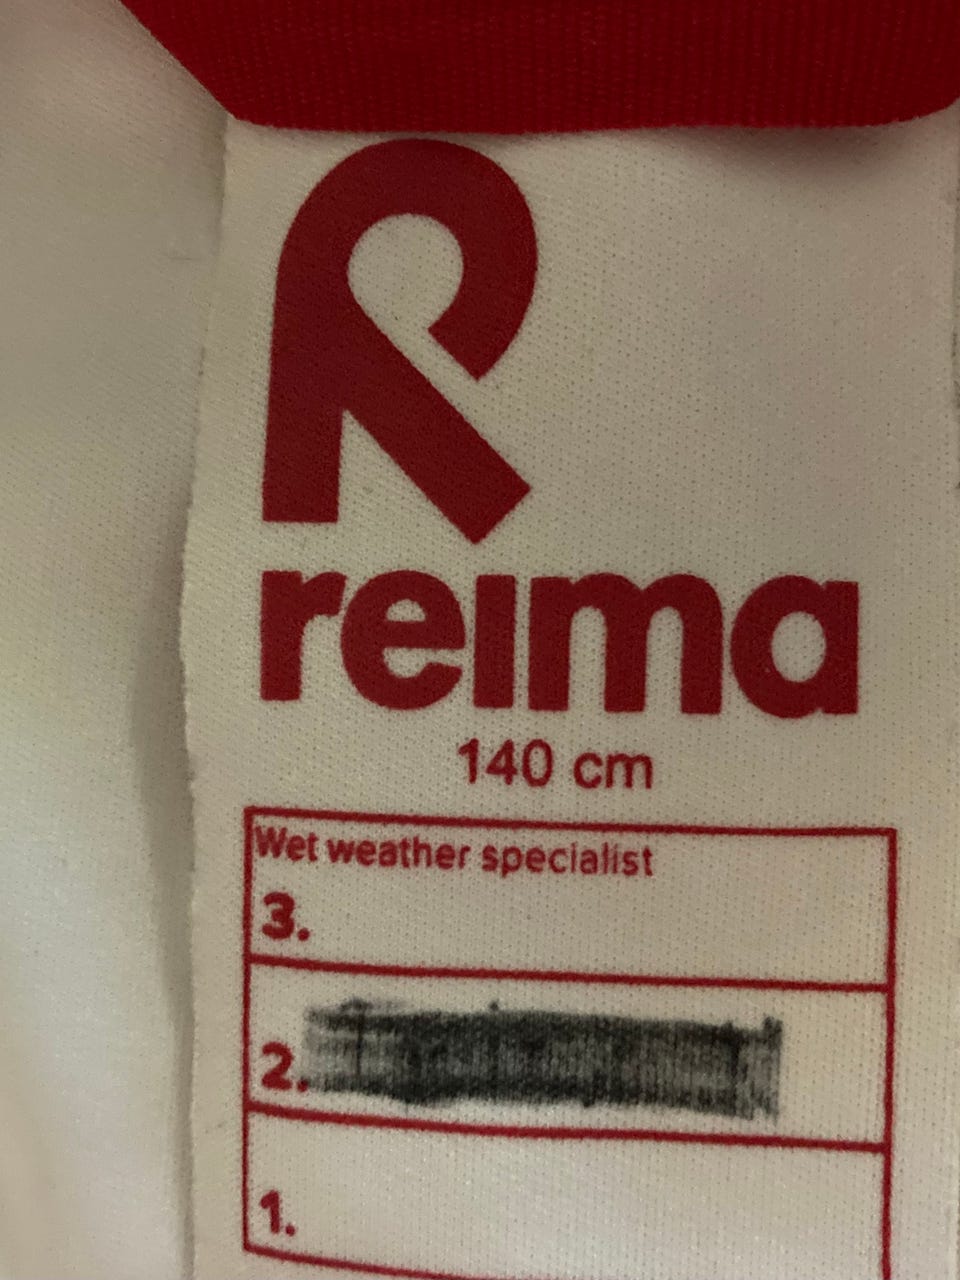 reima
140 cm
Wet weather specialist
3.
2.
1.